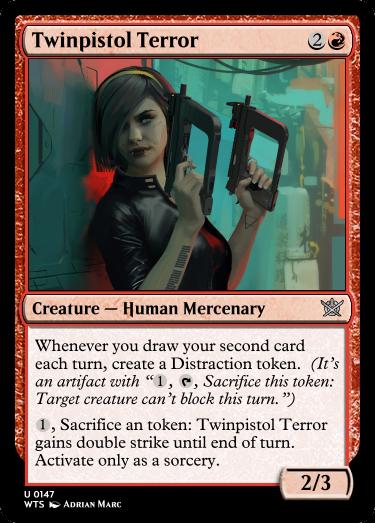 Twinpistol Terror 2
Creature — Human Mercenary
Whenever you draw your second card
each turn, create a Distraction token. (It's
an artifact with “1, , Sacrifice this token:
Target creature can't block this turn.”)
1, Sacrifice an token: Twinpistol Terror
gains double strike until end of turn.
Activate only as a sorcery.
2/3
U 0147
WTS Adrian Marc